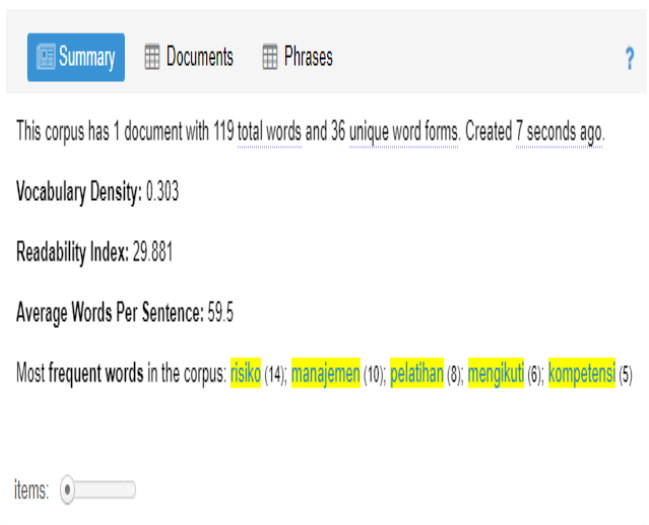 Summary Documents Phrases ?
This corpus has 1 document with 119 total words and 36 unique word forms. Created 7 seconds ago.
Vocabulary Density: 0.303
Readability Index: 29.881
Average Words Per Sentence: 59.5
Most frequent words in the corpus: risiko (14); manajemen (10); pelatihan (8); mengikuti (6); kompetensi (5)
items: